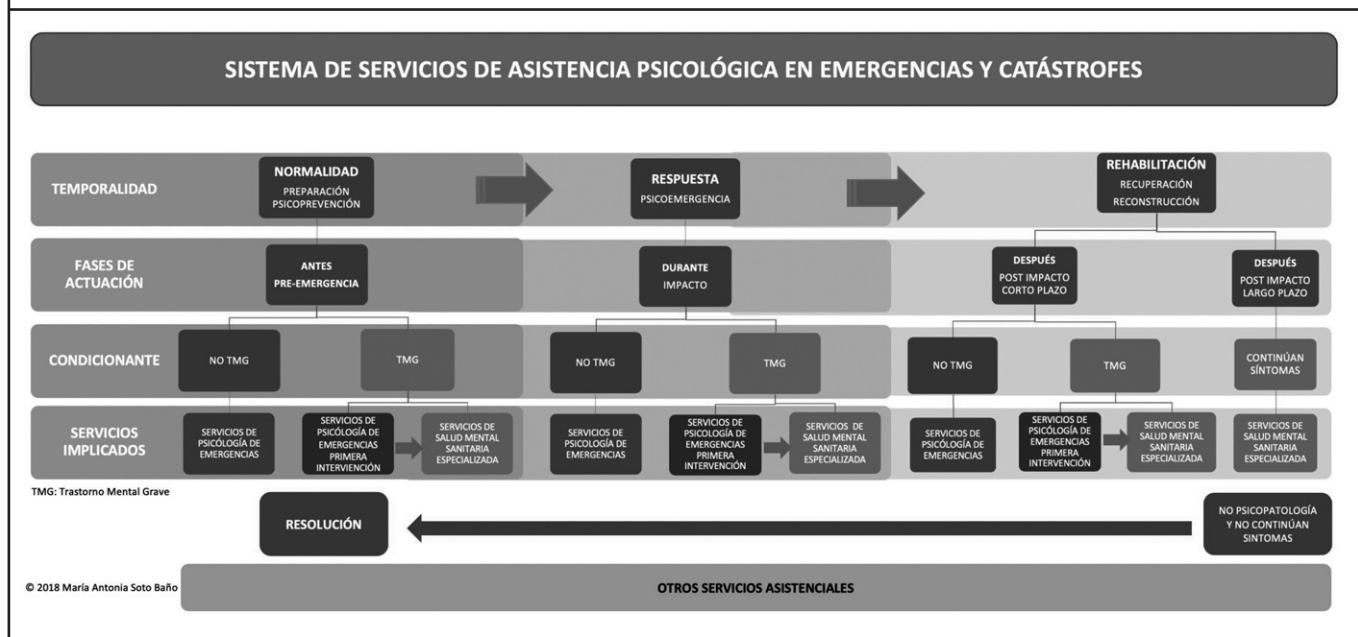 SISTEMA DE SERVICIOS DE ASISTENCIA PSICOLÓGICA EN EMERGENCIAS Y CATÁSTROFES
TEMPORALIDAD
NORMALIDAD
PREPARACIÓN
PSICOPREVENCIÓN
RESPUESTA
PSICOEMERGENCIA
REHABILITACIÓN
RECUPERACIÓN
RECONSTRUCCIÓN
FASES DE
ACTUACIÓN
ANTES
PRE-EMERGENCIA
DURANTE
IMPACTO
DESPUÉS
POST IMPACTO
CORTO PLAZO
DESPUÉS
POST IMPACTO
LARGO PLAZO
CONDICIONANTE
NO TMG
TMG
NO TMG
TMG
NO TMG
TMG
CONTINÚAN
SÍNTOMAS
SERVICIOS
IMPLICADOS
SERVICIOS DE
PSICÓLOGÍA DE
EMERGENCIAS
SERVICIOS DE
PSICÓLOGÍA DE
EMERGENCIAS
PRIMERA
INTERVENCIÓN
SERVICIOS DE
SALUD MENTAL
SANITARIA
ESPECIALIZADA
SERVICIOS DE
PSICOLOGÍA DE
EMERGENCIAS
SERVICIOS DE
PSICOLOGÍA DE
EMERGENCIAS
PRIMERA
INTERVENCIÓN
SERVICIOS DE
SALUD MENTAL
SANITARIA
ESPECIALIZADA
SERVICIOS DE
PSICOLOGÍA DE
EMERGENCIAS
SERVICIOS DE
PSICÓLOGÍA DE
EMERGENCIAS
PRIMERA
INTERVENCIÓN
SERVICIOS DE
SALUD MENTAL
SANITARIA
ESPECIALIZADA
SERVICIOS DE
SALUD MENTAL
SANITARIA
ESPECIALIZADA
TMG: Trastorno Mental Grave
RESOLUCIÓN
NO PSICOPATOLOGÍA
Y NO CONTINÚAN
SINTOMAS
© 2018 María Antonia Soto Baño
OTROS SERVICIOS ASISTENCIALES